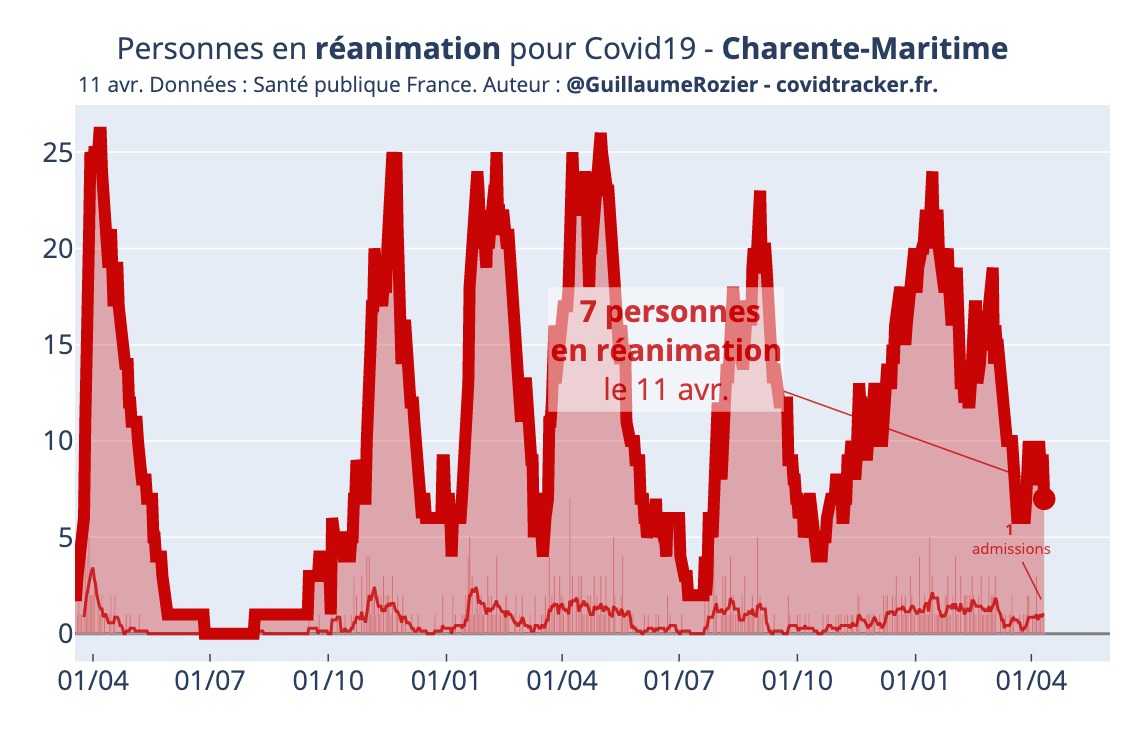 Personnes en réanimation pour Covid19 - Charente-Maritime
11 avr. Données : Santé publique France. Auteur : @GuillaumeRozier - covidtracker.fr.
25
20
15
10
5
0
7 personnes
en réanimation
le 11 avr.
1
admissions
01/04
01/07
01/10
01/01
01/04
01/07
01/10
01/01
01/04